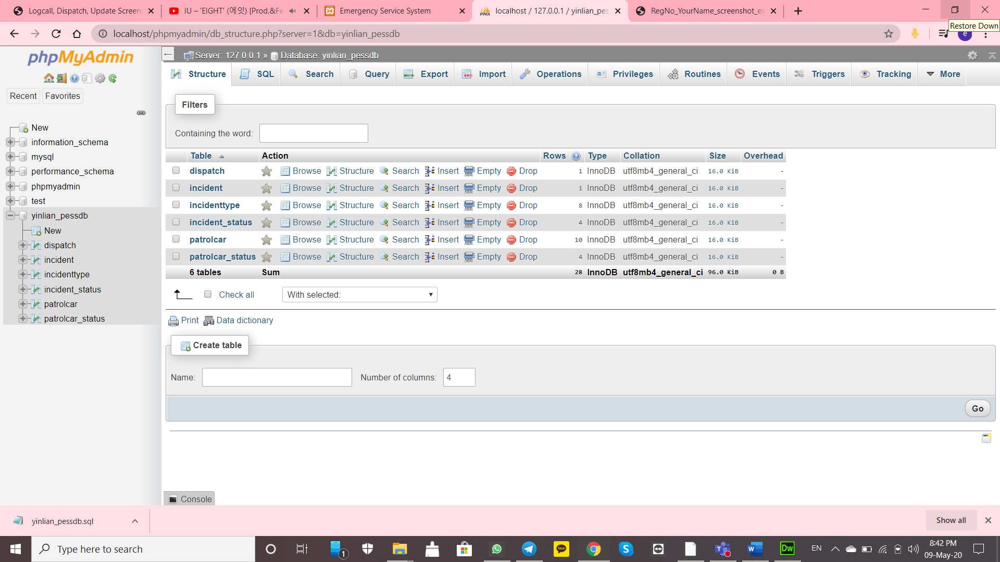 Logcall, Dispatch, Update Screen
IU – 'EIGHT' (에잇) [Prod.&Fe
Emergency Service System
localhost / 127.0.0.1 / yinlian_pes
RegNo_YourName_screenshot_ex
Restore Down
localhost/phpmyadmin/db_structure.php?server=1&db=yinlian_pessdb
e
phpMyAdmin
Recent Favorites
New
information_schema
mysql
performance_schema
phpmyadmin
test
yinlian_pessdb
New
dispatch
incident
incidenttype
incident_status
patrolcar
patrolcar_status
Server: 127.0.0.1 » Database: yinlian_pessdb
Structure SQL Search Query Export Import Operations Privileges Routines Events Triggers Tracking More
Filters
Containing the word:
Table Action Rows Type Collation Size Overhead
dispatch Browse Structure Search Insert Empty Drop 1 InnoDB utf8mb4_general_ci 16.0 KiB -
incident Browse Structure Search Insert Empty Drop 1 InnoDB utf8mb4_general_ci 16.0 KiB -
incidenttype Browse Structure Search Insert Empty Drop 8 InnoDB utf8mb4_general_ci 16.0 KiB -
incident_status Browse Structure Search Insert Empty Drop 4 InnoDB utf8mb4_general_ci 16.0 KiB -
patrolcar Browse Structure Search Insert Empty Drop 10 InnoDB utf8mb4_general_ci 16.0 KiB -
patrolcar_status Browse Structure Search Insert Empty Drop 4 InnoDB utf8mb4_general_ci 16.0 KiB -
6 tables Sum 28 InnoDB utf8mb4_general_ci 96.0 KiB 0 B
Check all With selected:
Print Data dictionary
Create table
Name: Number of columns: 4
Go
Console
yinlian_pessdb.sql
Show all
Type here to search
1
TALK
W
Dw
EN
8:42 PM
09-May-20